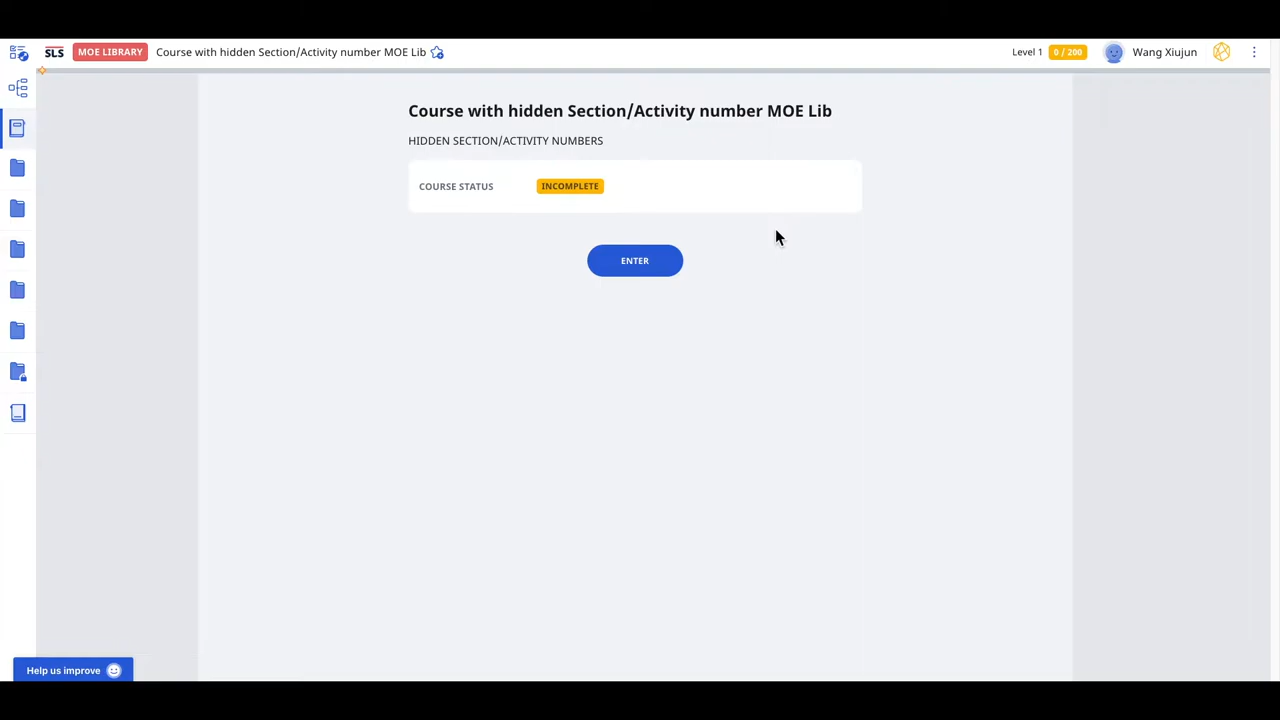 SLS MOE LIBRARY Course with hidden Section/Activity number MOE Lib Level 1 0 / 200 Wang Xiujun
Course with hidden Section/Activity number MOE Lib
HIDDEN SECTION/ACTIVITY NUMBERS
COURSE STATUS INCOMPLETE
ENTER
Help us improve